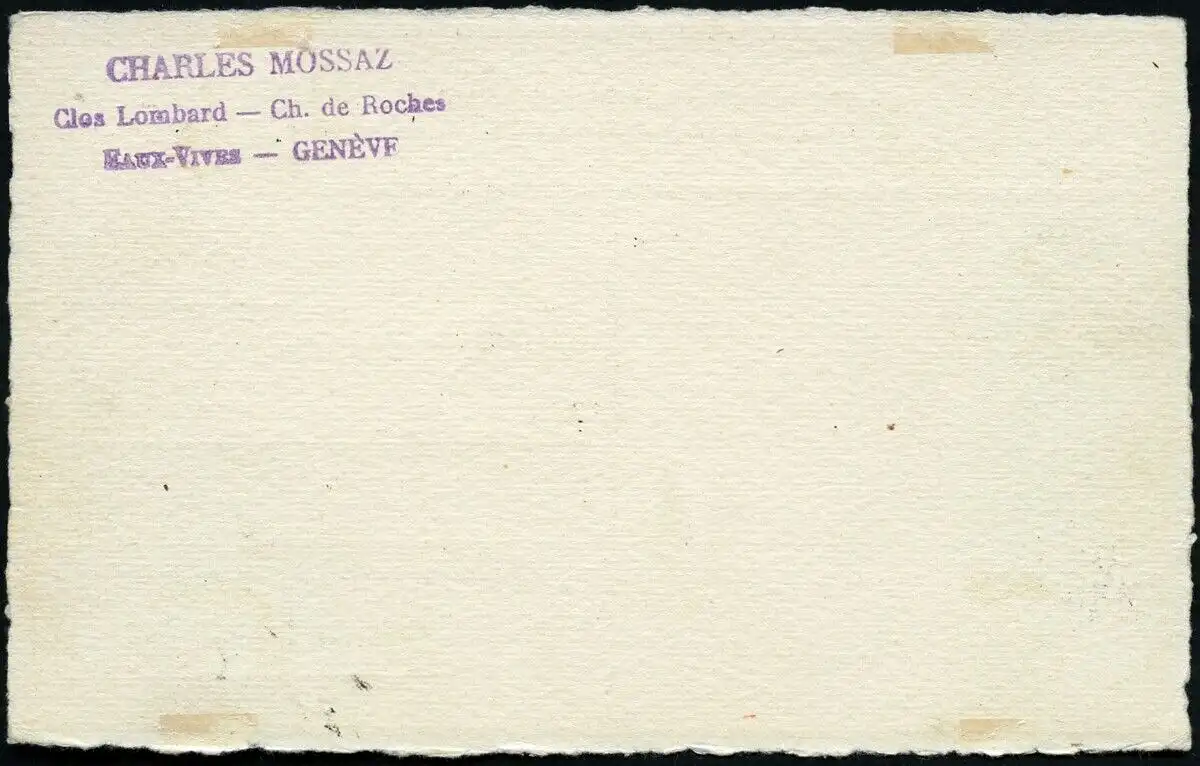 CHARLES MOSSAZ
Clos Lombard — Ch. de Roches
EAUX-VIVES — GENÈVE